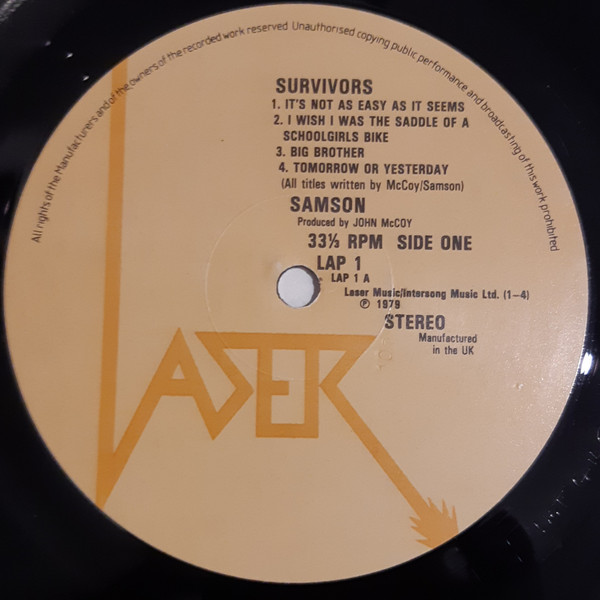 All rights of the Manufacturers and of the owners of the recorded work reserved Unauthorised copying public performance and broadcasting of this work prohibited
SURVIVORS
1. IT'S NOT AS EASY AS IT SEEMS
2. I WISH I WAS THE SADDLE OF A
SCHOOLGIRLS BIKE
3. BIG BROTHER
4. TOMORROW OR YESTERDAY
(All titles written by McCoy/Samson)
SAMSON
Produced by JOHN McCOY
33⅓ RPM SIDE ONE
LAP 1
LAP 1 A
Laser Music/Intersong Music Ltd. (1–4)
℗ 1979
STEREO
Manufactured
in the UK
LASER